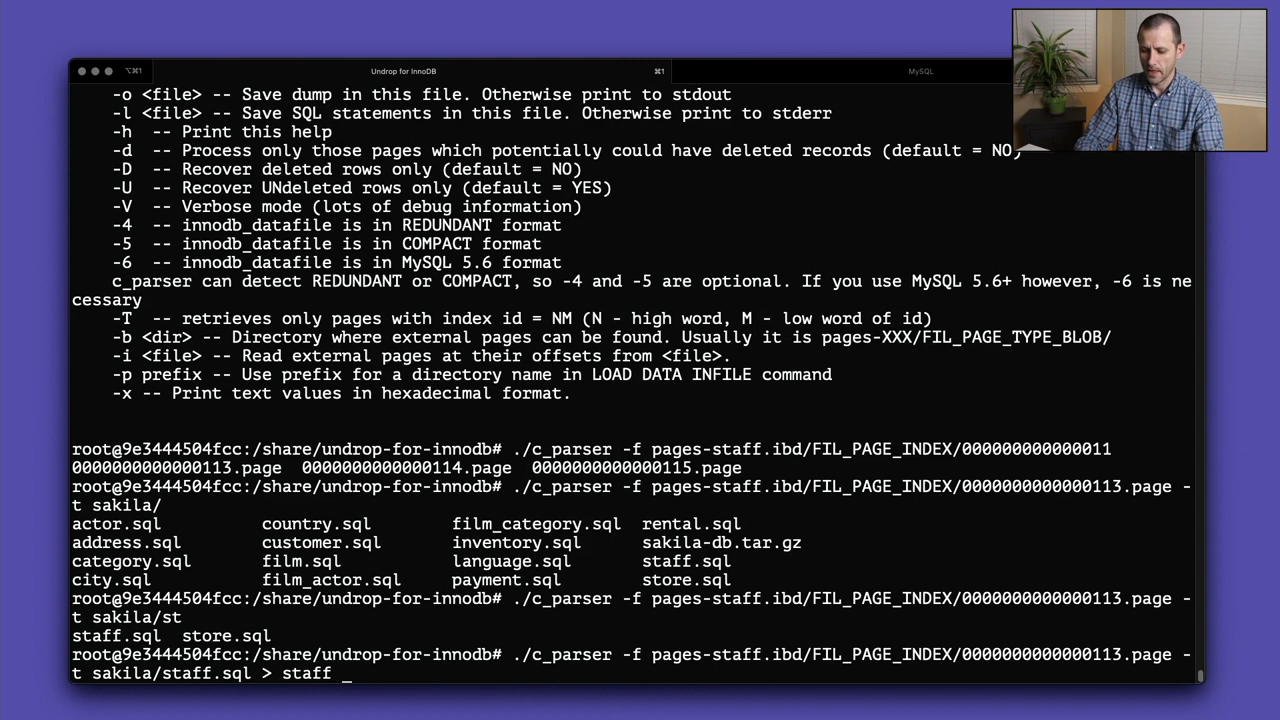 ⌥⌘1
Undrop for InnoDB
⌘1
MySQL
-o <file> -- Save dump in this file. Otherwise print to stdout
-l <file> -- Save SQL statements in this file. Otherwise print to stderr
-h  -- Print this help
-d  -- Process only those pages which potentially could have deleted records (default = NO)
-D  -- Recover deleted rows only (default = NO)
-U  -- Recover UNdeleted rows only (default = YES)
-V  -- Verbose mode (lots of debug information)
-4  -- innodb_datafile is in REDUNDANT format
-5  -- innodb_datafile is in COMPACT format
-6  -- innodb_datafile is in MySQL 5.6 format
c_parser can detect REDUNDANT or COMPACT, so -4 and -5 are optional. If you use MySQL 5.6+ however, -6 is ne
cessary
-T  -- retrieves only pages with index id = NM (N - high word, M - low word of id)
-b <dir> -- Directory where external pages can be found. Usually it is pages-XXX/FIL_PAGE_TYPE_BLOB/
-i <file> -- Read external pages at their offsets from <file>.
-p prefix -- Use prefix for a directory name in LOAD DATA INFILE command
-x -- Print text values in hexadecimal format.
root@9e3444504fcc:/share/undrop-for-innodb# ./c_parser -f pages-staff.ibd/FIL_PAGE_INDEX/000000000000011
0000000000000113.page  0000000000000114.page  0000000000000115.page
root@9e3444504fcc:/share/undrop-for-innodb# ./c_parser -f pages-staff.ibd/FIL_PAGE_INDEX/0000000000000113.page -
t sakila/
actor.sql          country.sql        film_category.sql  rental.sql
address.sql        customer.sql       inventory.sql      sakila-db.tar.gz
category.sql       film.sql           language.sql       staff.sql
city.sql           film_actor.sql     payment.sql        store.sql
root@9e3444504fcc:/share/undrop-for-innodb# ./c_parser -f pages-staff.ibd/FIL_PAGE_INDEX/0000000000000113.page -
t sakila/st
staff.sql  store.sql
root@9e3444504fcc:/share/undrop-for-innodb# ./c_parser -f pages-staff.ibd/FIL_PAGE_INDEX/0000000000000113.page -
t sakila/staff.sql > staff _